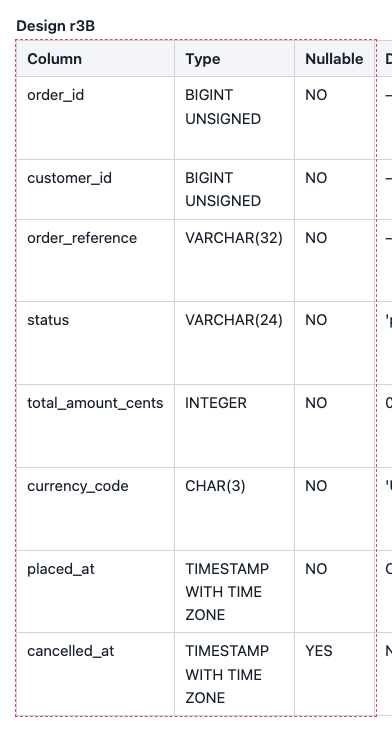 Design r3B
Column Type Nullable
order_id BIGINT UNSIGNED NO –
customer_id BIGINT UNSIGNED NO –
order_reference VARCHAR(32) NO –
status VARCHAR(24) NO
total_amount_cents INTEGER NO 0
currency_code CHAR(3) NO
placed_at TIMESTAMP WITH TIME ZONE NO
cancelled_at TIMESTAMP WITH TIME ZONE YES